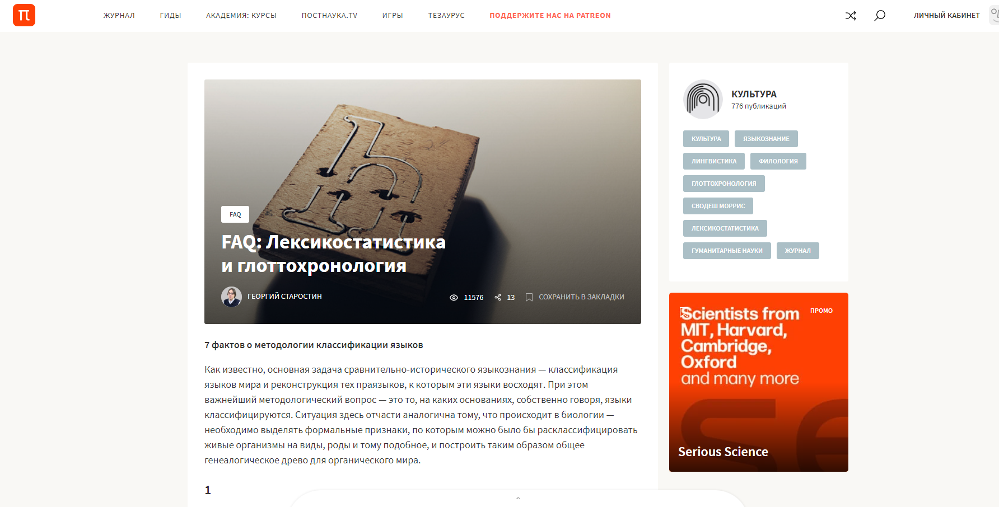 π
ЖУРНАЛ
ГИДЫ
АКАДЕМИЯ: КУРСЫ
ПОСТНАУКА.TV
ИГРЫ
ТЕЗАУРУС
ПОДДЕРЖИТЕ НАС НА PATREON
ЛИЧНЫЙ КАБИНЕТ
FAQ
FAQ: Лексикостатистика
и глоттохронология
ГЕОРГИЙ СТАРОСТИН
11576
13
СОХРАНИТЬ В ЗАКЛАДКИ
7 фактов о методологии классификации языков
Как известно, основная задача сравнительно-исторического языкознания — классификация
языков мира и реконструкция тех праязыков, к которым эти языки восходят. При этом
важнейший методологический вопрос — это то, на каких основаниях, собственно говоря, языки
классифицируются. Ситуация здесь отчасти аналогична тому, что происходит в биологии —
необходимо выделять формальные признаки, по которым можно было бы расклассифицировать
живые организмы на виды, роды и тому подобное, и построить таким образом общее
генеалогическое древо для органического мира.
1
КУЛЬТУРА
776 публикаций
КУЛЬТУРА
ЯЗЫКОЗНАНИЕ
ЛИНГВИСТИКА
ФИЛОЛОГИЯ
ГЛОТТОХРОНОЛОГИЯ
СВОДЕШ МОРРИС
ЛЕКСИКОСТАТИСТИКА
ГУМАНИТАРНЫЕ НАУКИ
ЖУРНАЛ
ПРОМО
Scientists from
MIT, Harvard,
Cambridge,
Oxford
and many more
Se
Serious Science